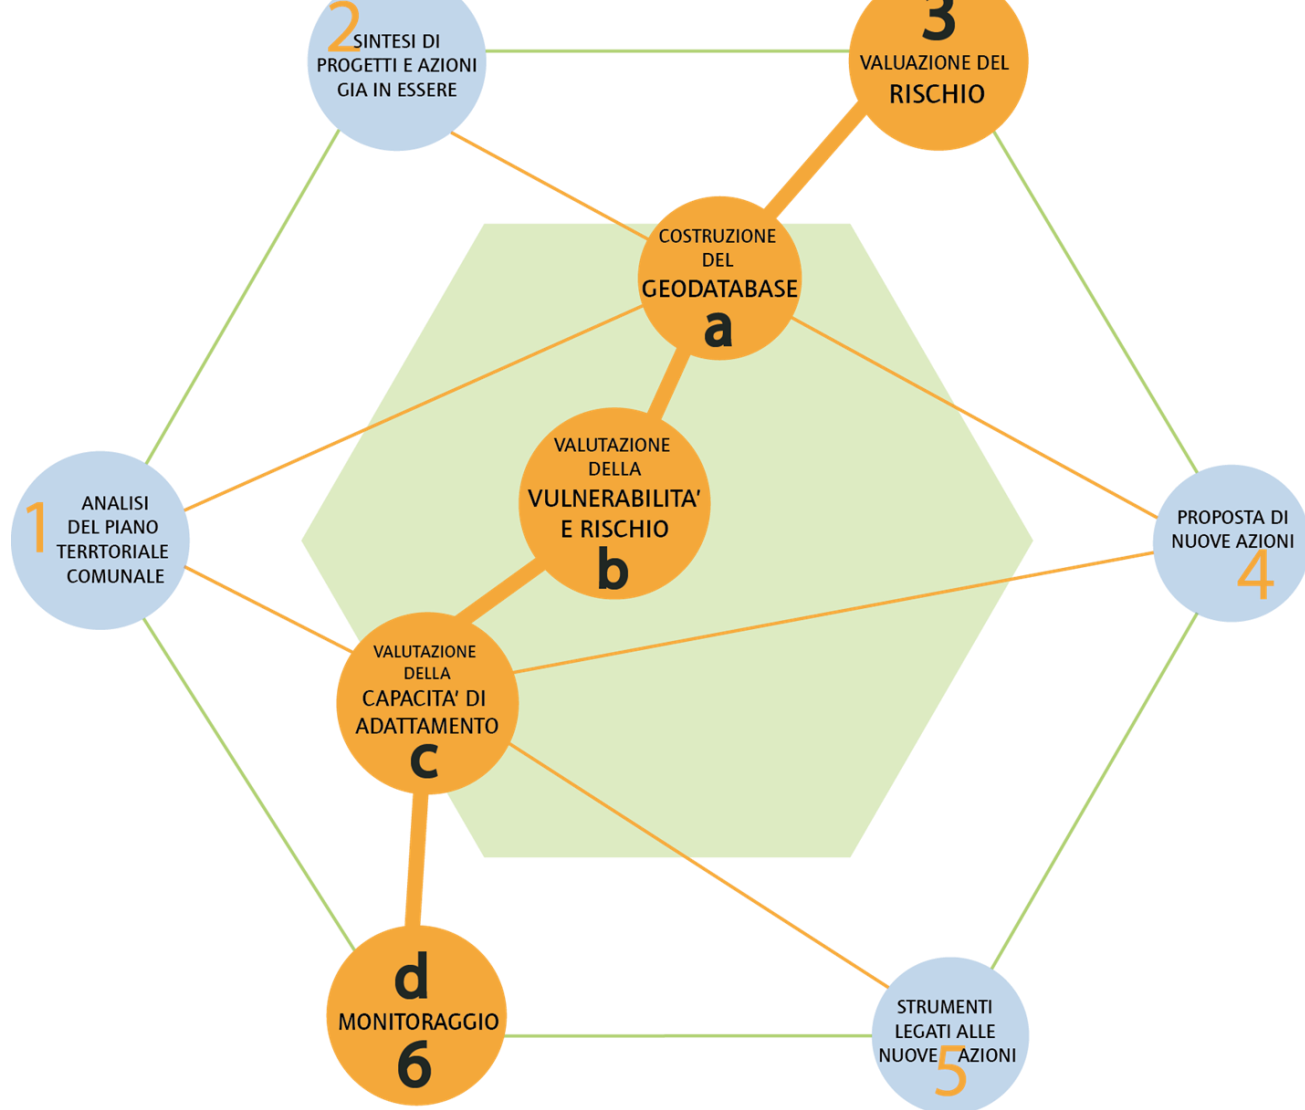 2
SINTESI DI
PROGETTI E AZIONI
GIA IN ESSERE
3
VALUAZIONE DEL
RISCHIO
COSTRUZIONE
DEL
GEODATABASE
a
VALUTAZIONE
DELLA
VULNERABILITA'
E RISCHIO
b
1
ANALISI
DEL PIANO
TERRTORIALE
COMUNALE
PROPOSTA DI
NUOVE AZIONI
4
VALUTAZIONE
DELLA
CAPACITA' DI
ADATTAMENTO
c
d
MONITORAGGIO
6
STRUMENTI
LEGATI ALLE
NUOVE AZIONI
5